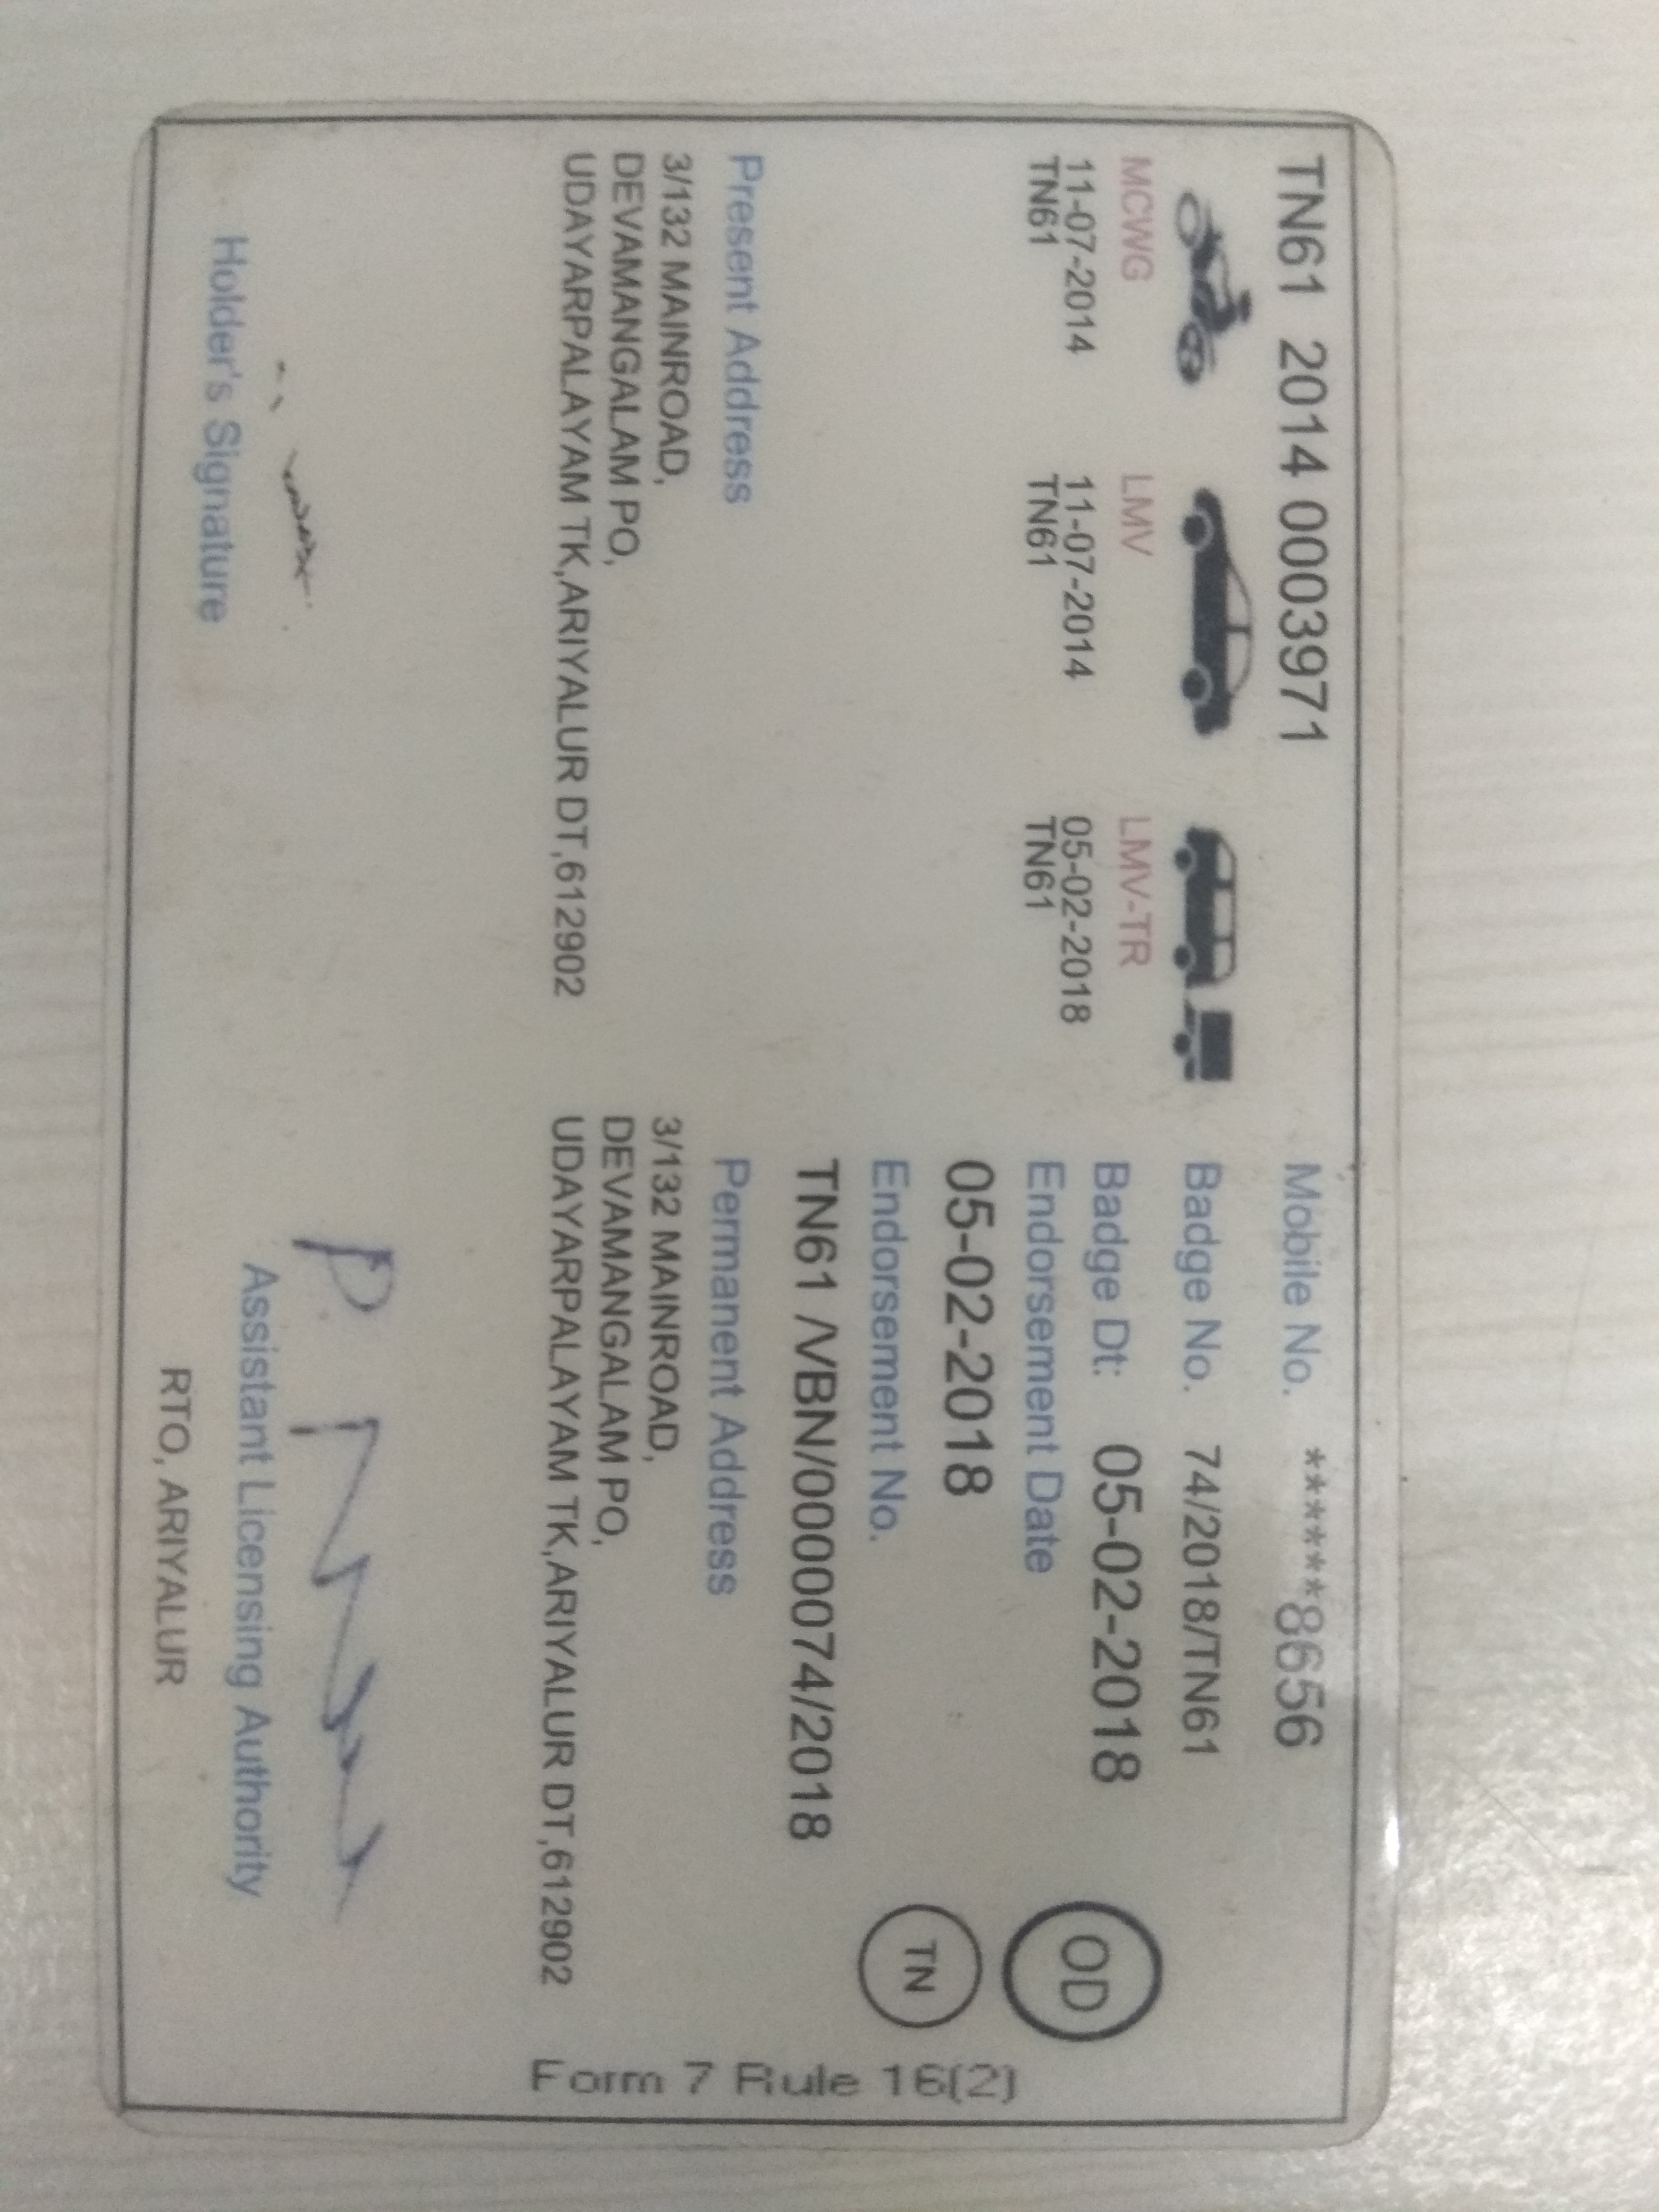 TN61 2014 0003971
MCWG LMV LMV-TR
11-07-2014 11-07-2014 05-02-2018
TN61 TN61 TN61
Mobile No. ******8656
Badge No. 74/2018/TN61
Badge Dt: 05-02-2018
Endorsement Date
05-02-2018
Endorsement No.
TN61 /VBN/0000074/2018
OD
TN
Present Address
3/132 MAINROAD,
DEVAMANGALAM PO,
UDAYARPALAYAM TK,ARIYALUR DT,612902
Permanent Address
3/132 MAINROAD,
DEVAMANGALAM PO,
UDAYARPALAYAM TK,ARIYALUR DT,612902
Holder's Signature
Assistant Licensing Authority
RTO, ARIYALUR
Form 7 Rule 16(2)